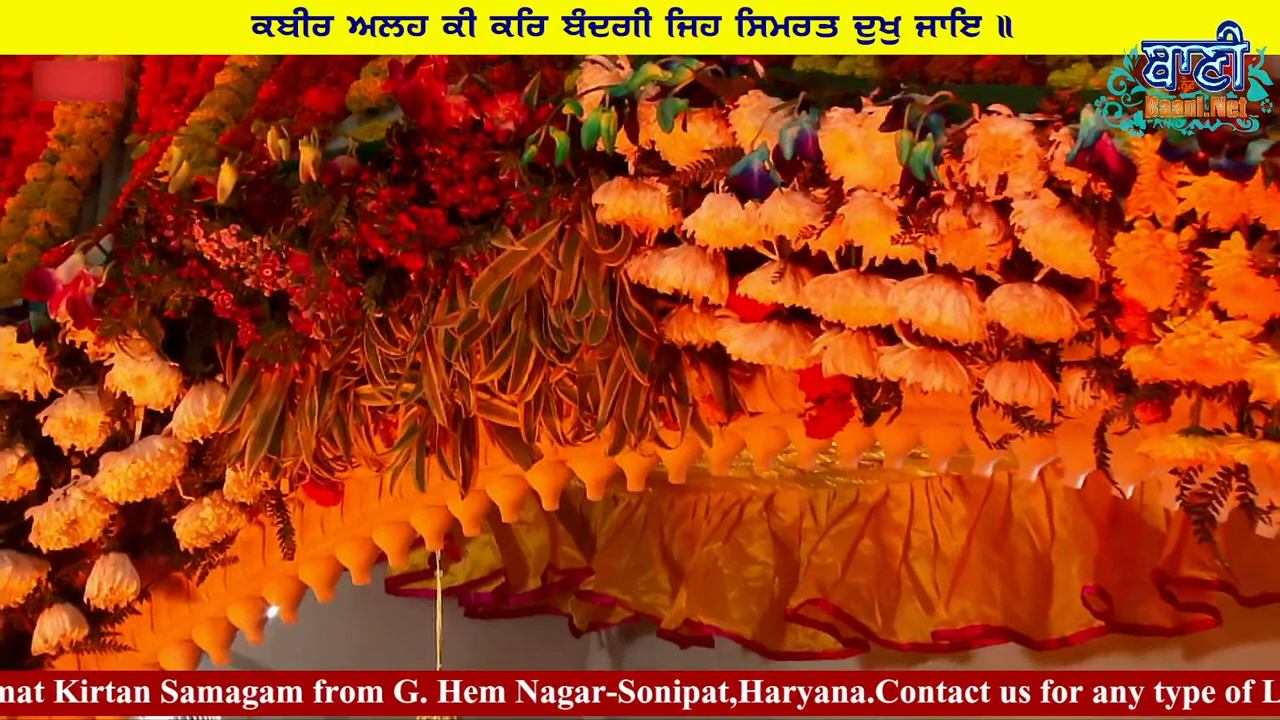 ਕਬੀਰ ਅਲਹ ਕੀ ਕਰਿ ਬੰਦਗੀ ਜਿਹ ਸਿਮਰਤ ਦੁਖੁ ਜਾਇ ॥
ਬਾਣੀ
Baani.Net
mat Kirtan Samagam from G. Hem Nagar-Sonipat,Haryana.Contact us for any type of L